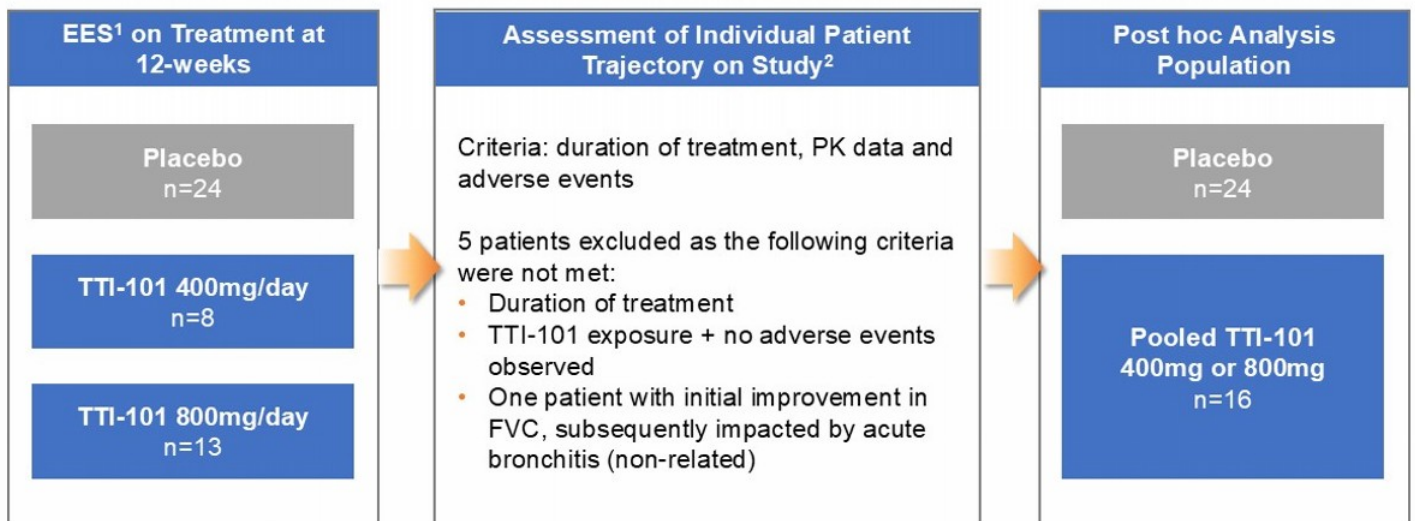 EES¹ on Treatment at
12-weeks
Placebo
n=24
TTI-101 400mg/day
n=8
TTI-101 800mg/day
n=13
Assessment of Individual Patient
Trajectory on Study²
Criteria: duration of treatment, PK data and
adverse events
5 patients excluded as the following criteria
were not met:
• Duration of treatment
• TTI-101 exposure + no adverse events
observed
• One patient with initial improvement in
FVC, subsequently impacted by acute
bronchitis (non-related)
Post hoc Analysis
Population
Placebo
n=24
Pooled TTI-101
400mg or 800mg
n=16